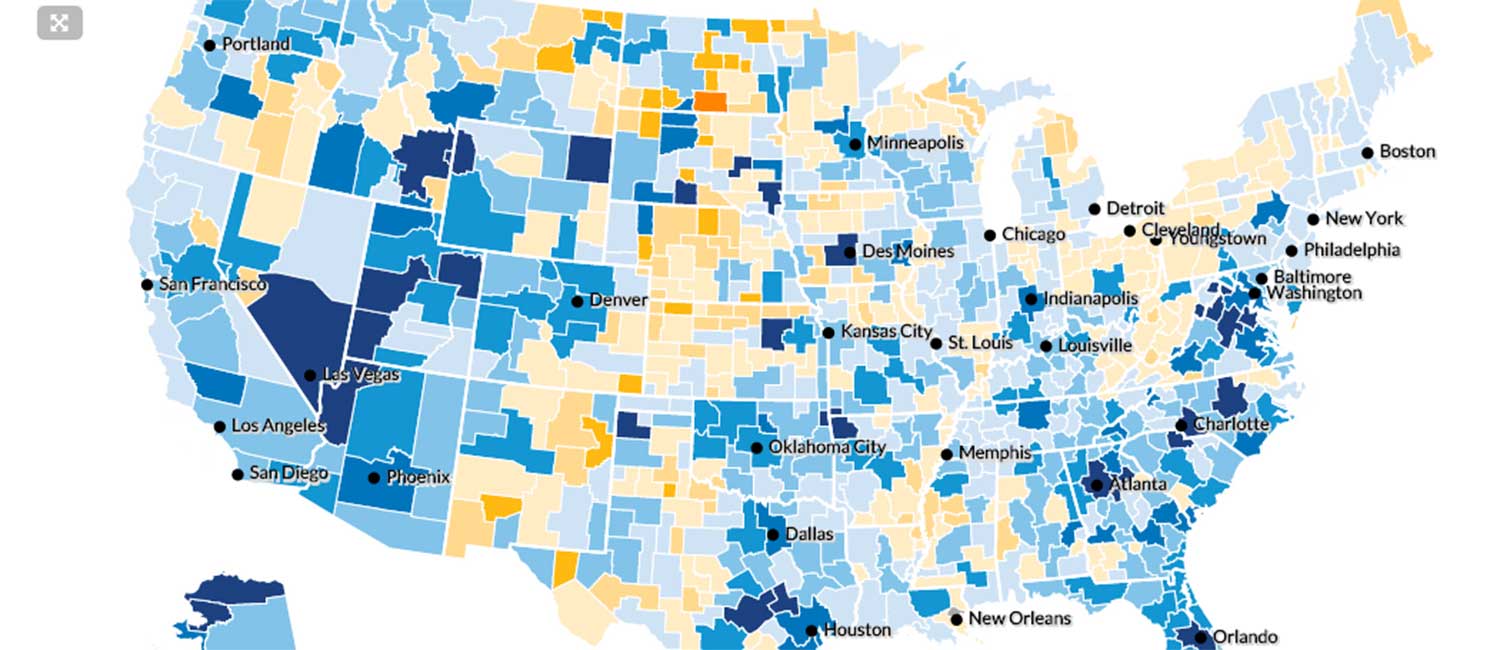 Portland
Minneapolis
Boston
Detroit
New York
Cleveland
Chicago
Youngstown
Des Moines
Philadelphia
Baltimore
San Francisco
Washington
Denver
Indianapolis
Kansas City
St. Louis
Louisville
Las Vegas
Los Angeles
Charlotte
Oklahoma City
Memphis
San Diego
Phoenix
Atlanta
Dallas
New Orleans
Houston
Orlando